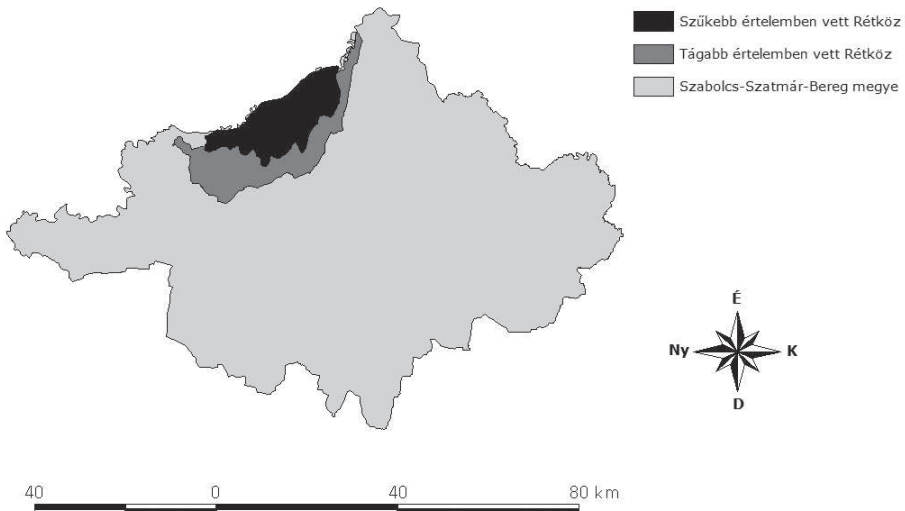 Szűkebb értelemben vett Rétköz
Tágabb értelemben vett Rétköz
Szabolcs-Szatmár-Bereg megye
É
Ny
K
D
40 0 40 80 km